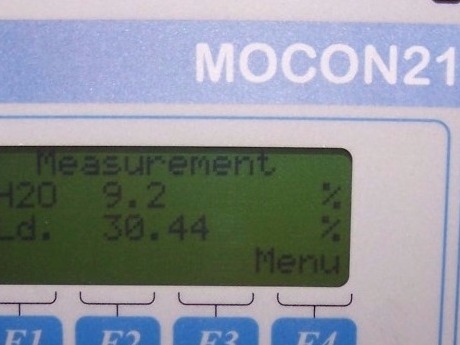 MOCON21
Measurement
H2O 9.2 %
Ld. 30.44 %
Menu
F1 F2 F3 F4